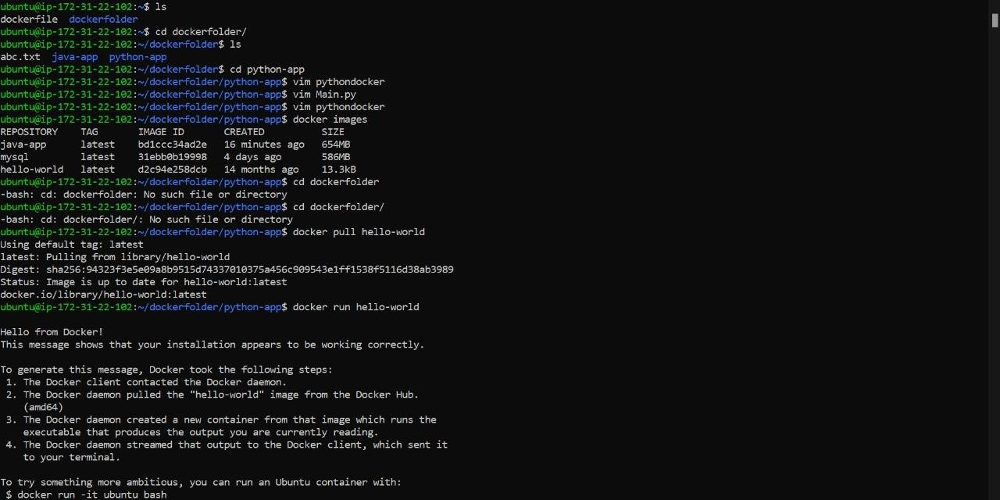 ubuntu@ip-172-31-22-102:~$ ls
dockerfile  dockerfolder
ubuntu@ip-172-31-22-102:~$ cd dockerfolder/
ubuntu@ip-172-31-22-102:~/dockerfolder$ ls
abc.txt  java-app  python-app
ubuntu@ip-172-31-22-102:~/dockerfolder$ cd python-app
ubuntu@ip-172-31-22-102:~/dockerfolder/python-app$ vim pythondocker
ubuntu@ip-172-31-22-102:~/dockerfolder/python-app$ vim Main.py
ubuntu@ip-172-31-22-102:~/dockerfolder/python-app$ vim pythondocker
ubuntu@ip-172-31-22-102:~/dockerfolder/python-app$ docker images
REPOSITORY    TAG       IMAGE ID       CREATED          SIZE
java-app      latest    bd1ccc34ad2e   16 minutes ago   654MB
mysql         latest    31ebb0b19998   4 days ago       586MB
hello-world   latest    d2c94e258dcb   14 months ago    13.3kB
ubuntu@ip-172-31-22-102:~/dockerfolder/python-app$ cd dockerfolder
-bash: cd: dockerfolder: No such file or directory
ubuntu@ip-172-31-22-102:~/dockerfolder/python-app$ cd dockerfolder/
-bash: cd: dockerfolder/: No such file or directory
ubuntu@ip-172-31-22-102:~/dockerfolder/python-app$ docker pull hello-world
Using default tag: latest
latest: Pulling from library/hello-world
Digest: sha256:94323f3e5e09a8b9515d74337010375a456c909543e1ff1538f5116d38ab3989
Status: Image is up to date for hello-world:latest
docker.io/library/hello-world:latest
ubuntu@ip-172-31-22-102:~/dockerfolder/python-app$ docker run hello-world
Hello from Docker!
This message shows that your installation appears to be working correctly.
To generate this message, Docker took the following steps:
 1. The Docker client contacted the Docker daemon.
 2. The Docker daemon pulled the "hello-world" image from the Docker Hub.
    (amd64)
 3. The Docker daemon created a new container from that image which runs the
    executable that produces the output you are currently reading.
 4. The Docker daemon streamed that output to the Docker client, which sent it
    to your terminal.
To try something more ambitious, you can run an Ubuntu container with:
 $ docker run -it ubuntu bash